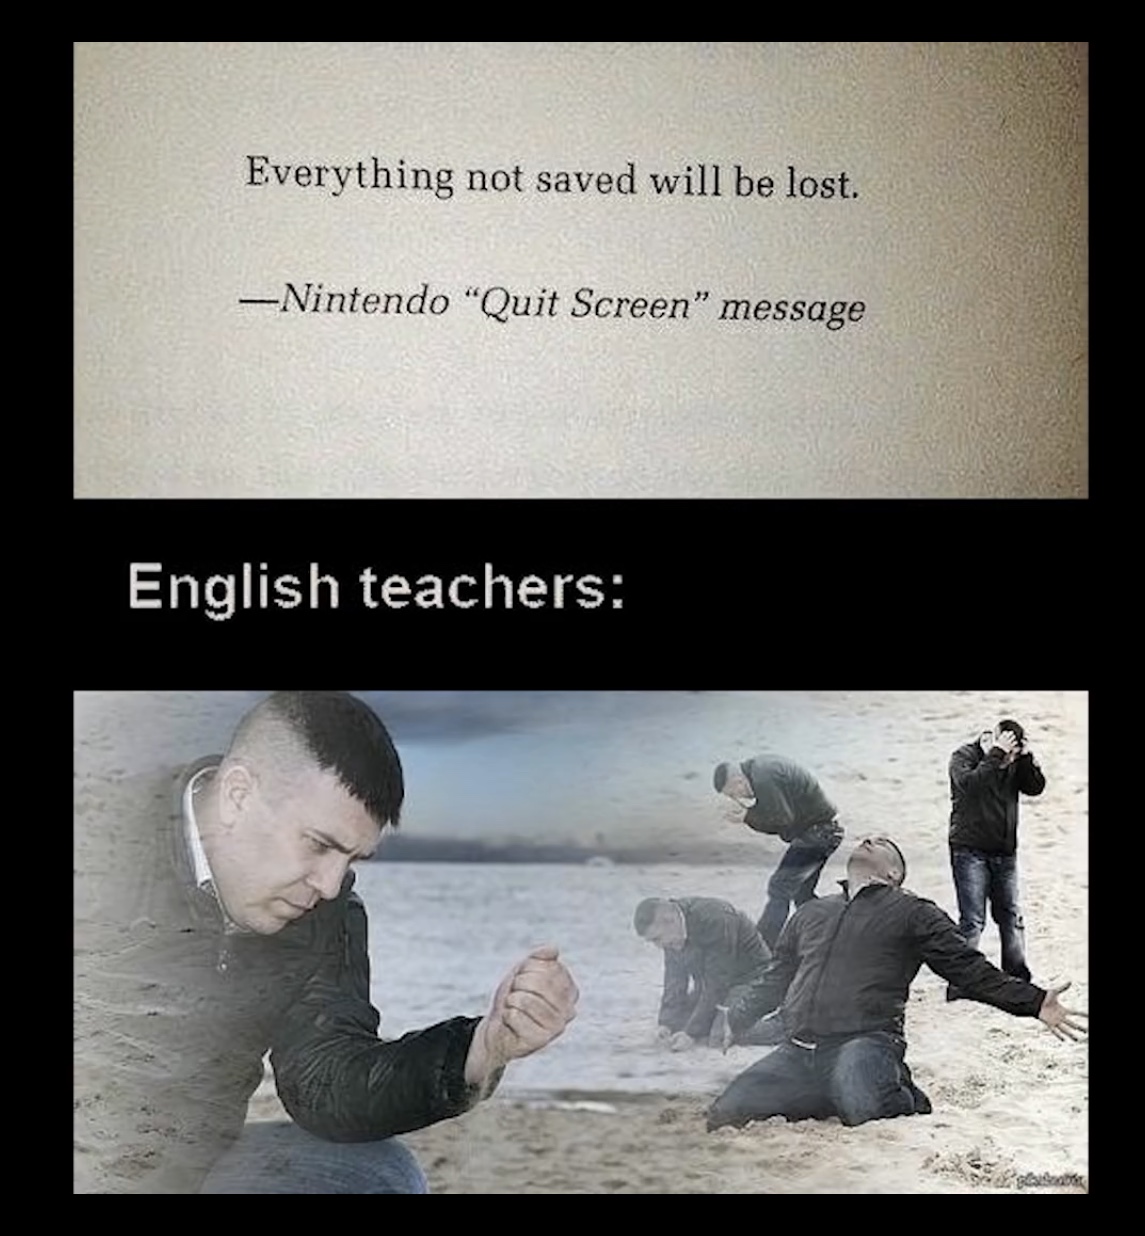 Everything not saved will be lost.
—Nintendo “Quit Screen” message
English teachers: